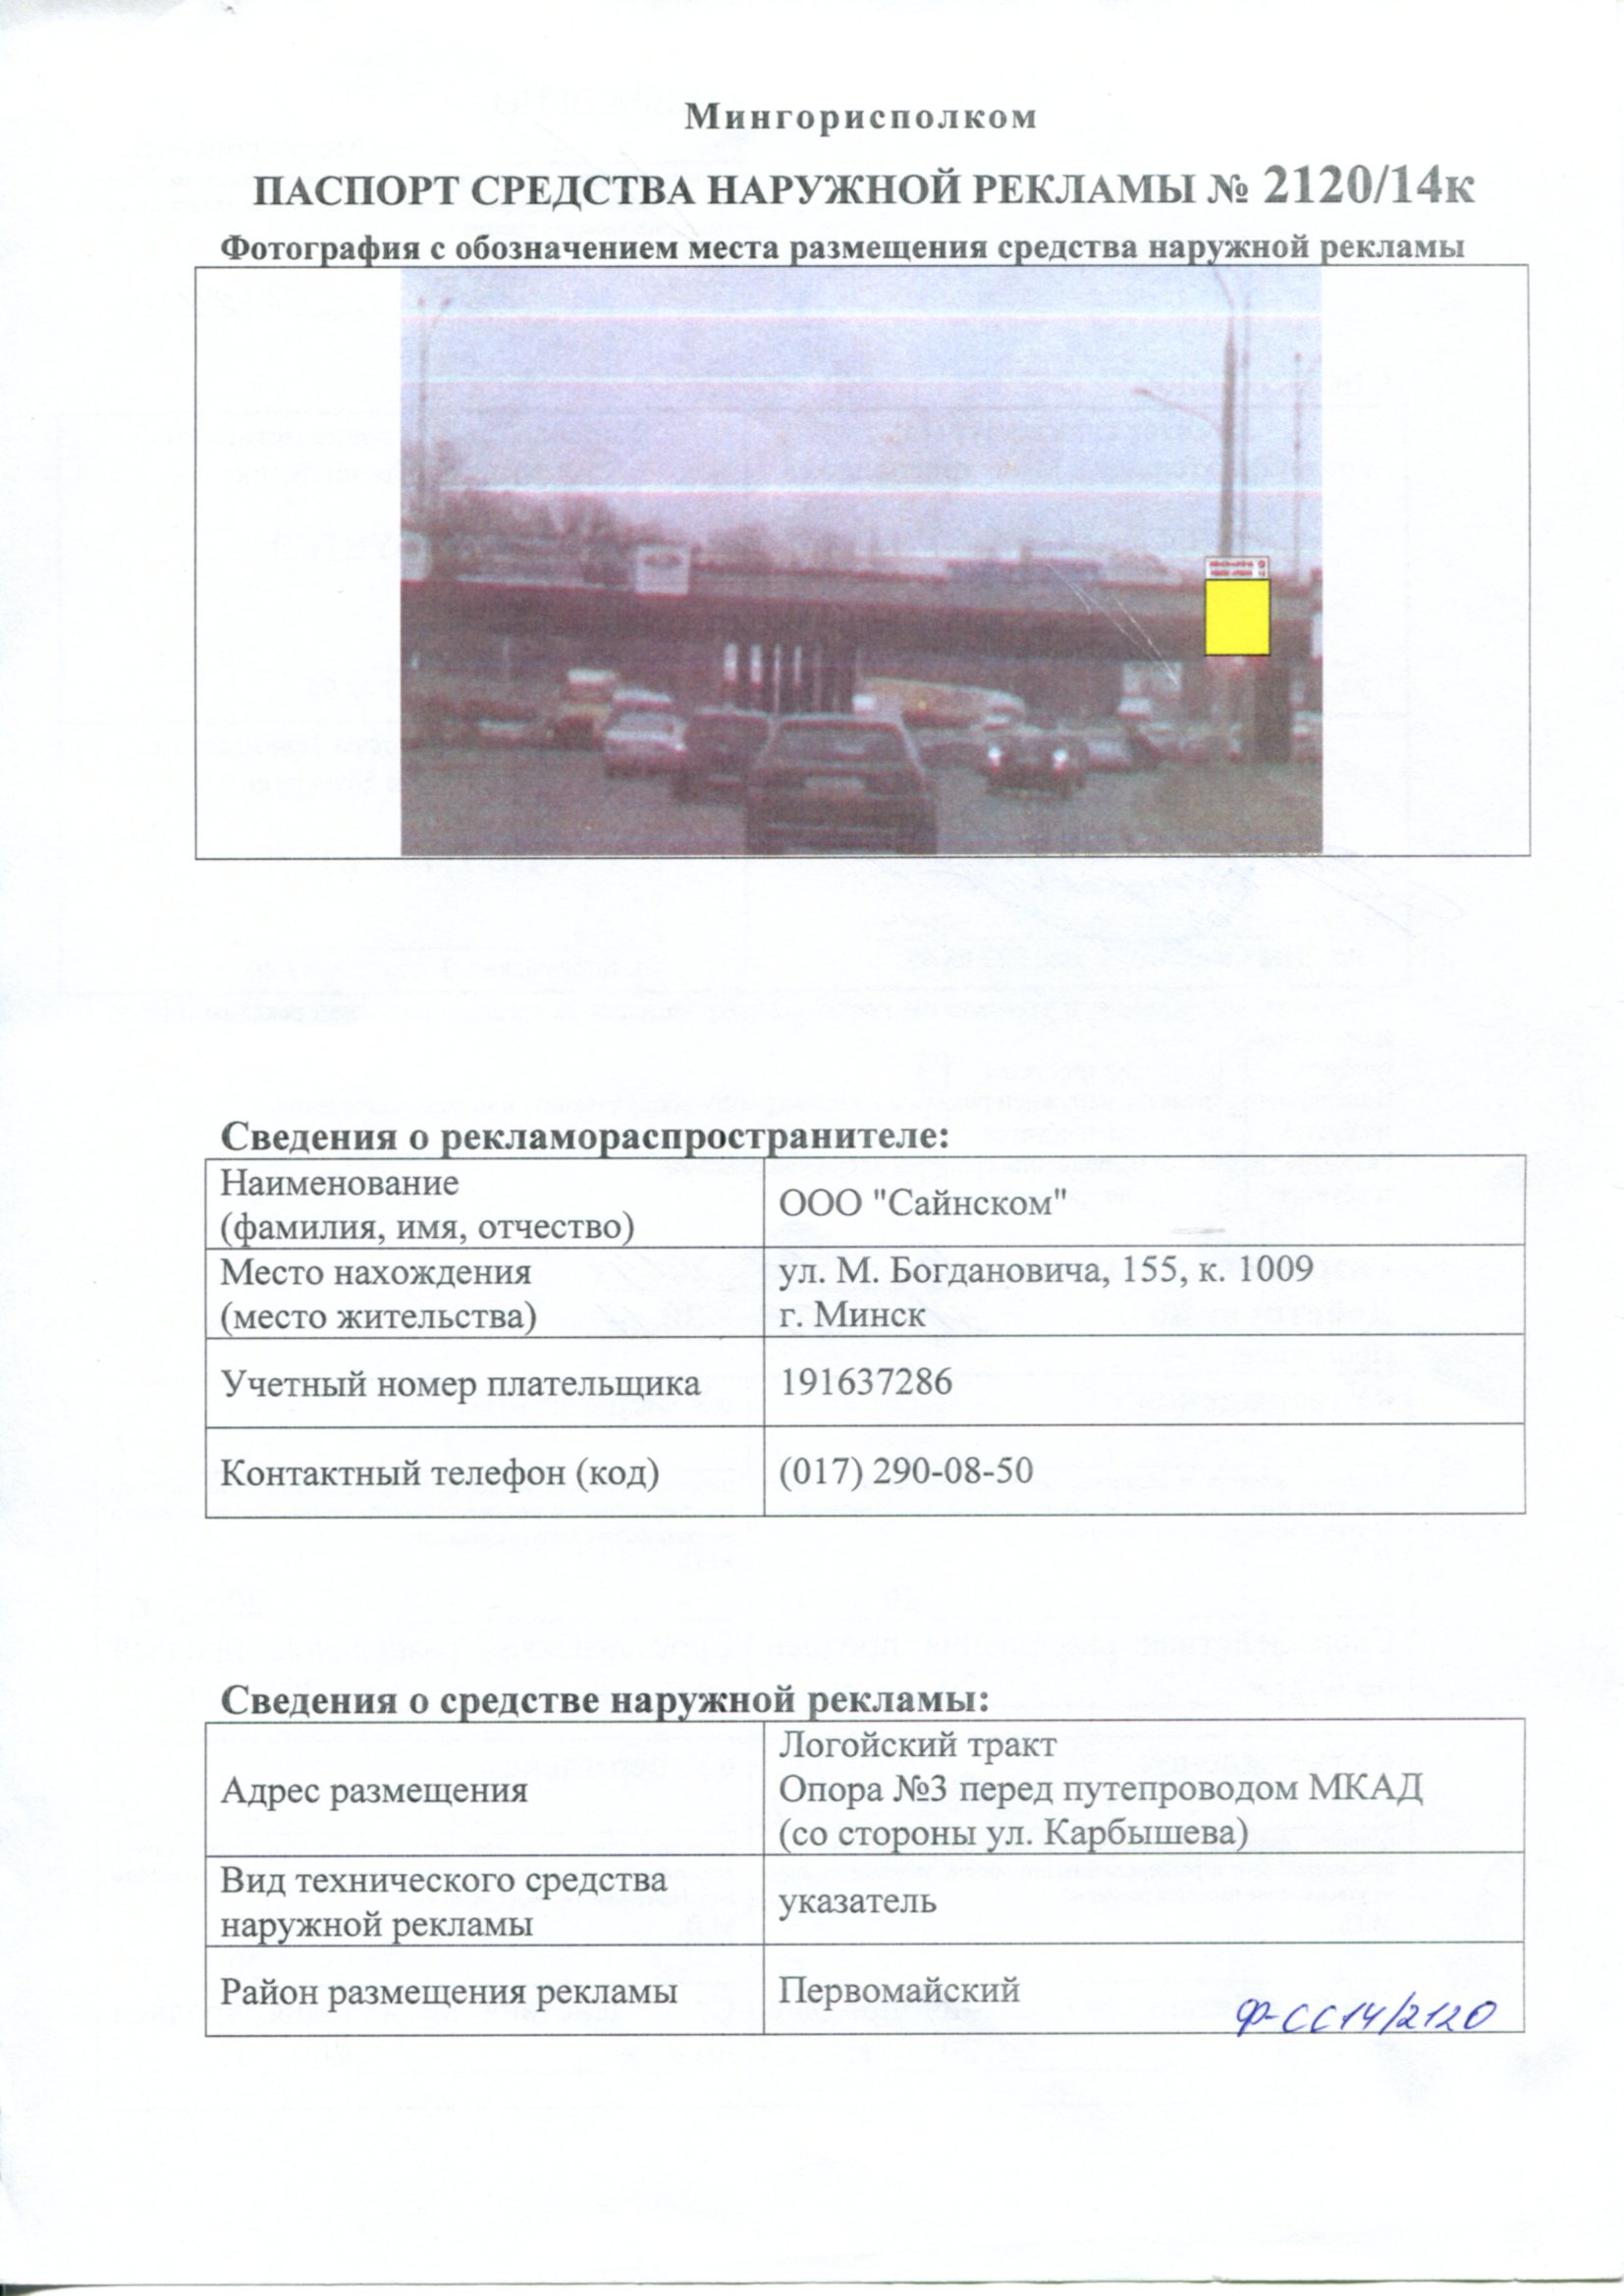 Мингорисполком
ПАСПОРТ СРЕДСТВА НАРУЖНОЙ РЕКЛАМЫ № 2120/14к
Фотография с обозначением места размещения средства наружной рекламы
Сведения о рекламораспространителе:
Наименование
(фамилия, имя, отчество)
ООО "Сайнском"
Место нахождения
(место жительства)
ул. М. Богдановича, 155, к. 1009
г. Минск
Учетный номер плательщика
191637286
Контактный телефон (код)
(017) 290-08-50
Сведения о средстве наружной рекламы:
Адрес размещения
Логойский тракт
Опора №3 перед путепроводом МКАД
(со стороны ул. Карбышева)
Вид технического средства
наружной рекламы
указатель
Район размещения рекламы
Первомайский
Ф-СС14/2120